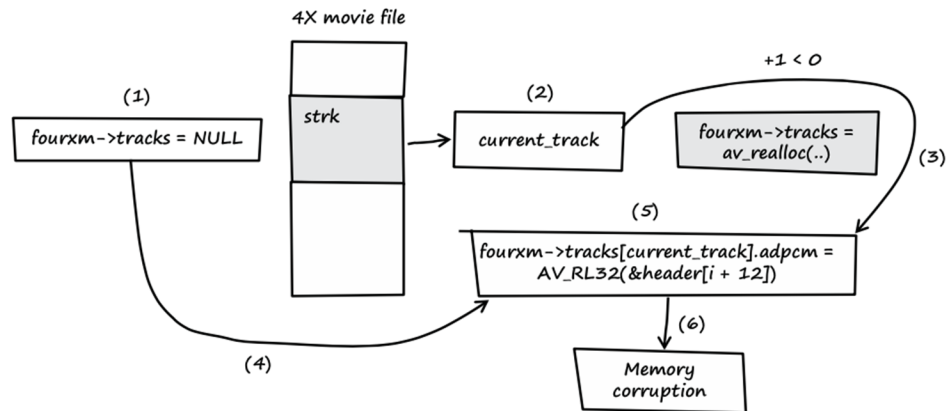 4X movie file
+1 < 0
(1)
(2)
strk
fourxm->tracks = NULL
current_track
fourxm->tracks =
av_realloc(..)
(3)
(5)
fourxm->tracks[current_track].adpcm =
AV_RL32(&header[i + 12])
(6)
(4)
Memory
corruption